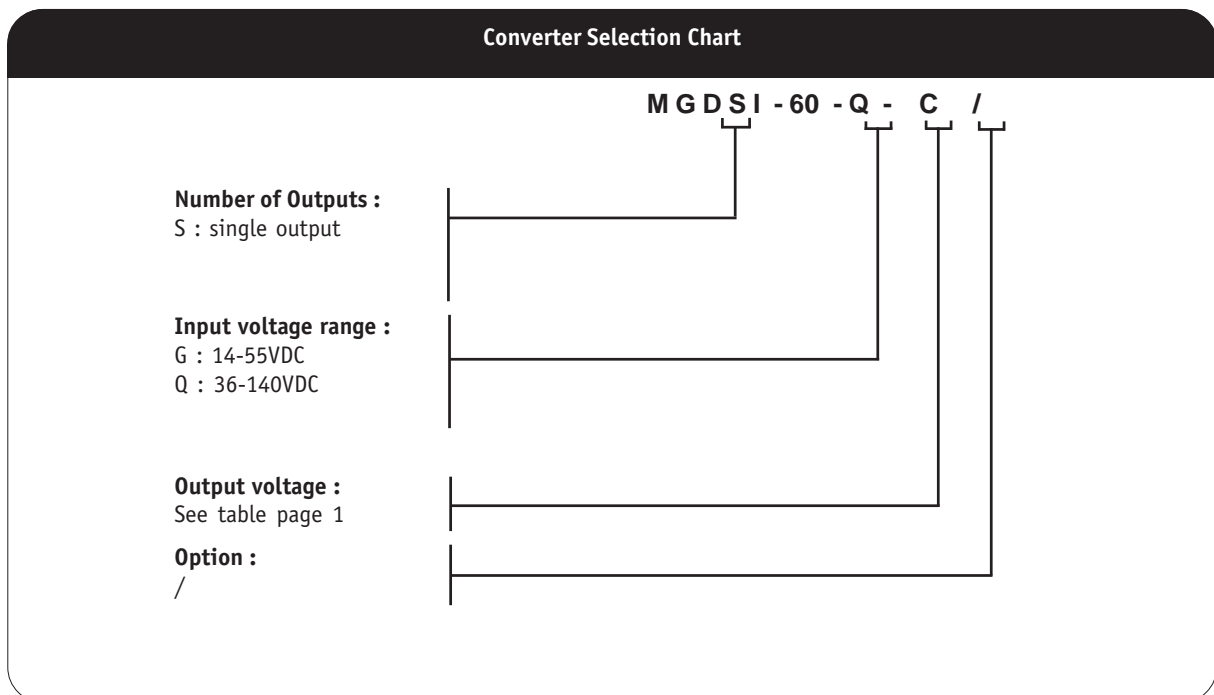 Converter Selection Chart
M G D S I - 60 - Q - C /
Number of Outputs :
S : single output
Input voltage range :
G : 14-55VDC
Q : 36-140VDC
Output voltage :
See table page 1
Option :
/